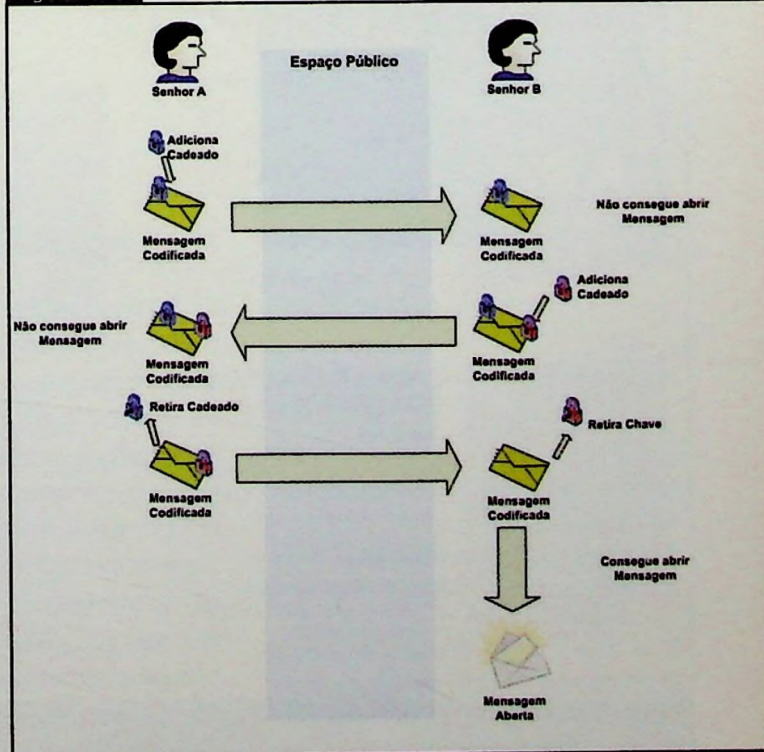 Senhor A
Espaço Público
Senhor B
Adiciona
Cadeado
Mensagem
Codificada
Mensagem
Codificada
Não consegue abrir
Mensagem
Adiciona
Cadeado
Não consegue abrir
Mensagem
Mensagem
Codificada
Mensagem
Codificada
Retira Cadeado
Retira Chave
Mensagem
Codificada
Mensagem
Codificada
Consegue abrir
Mensagem
Mensagem
Aberta